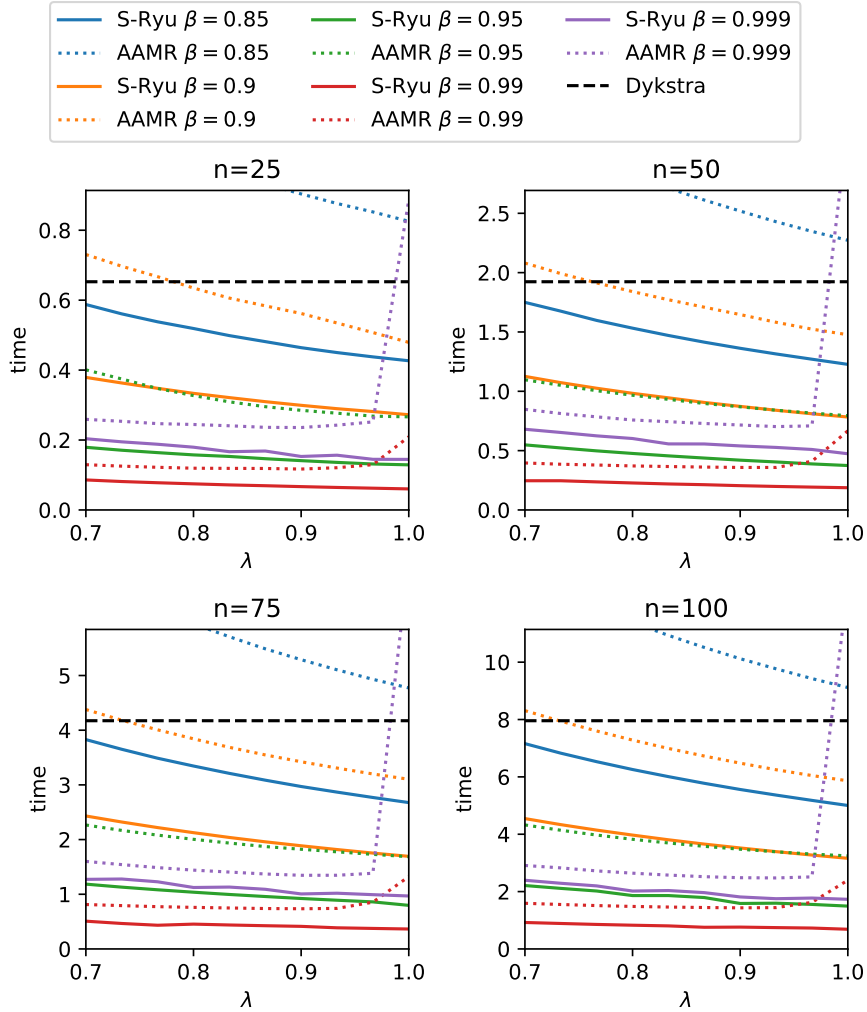 S-Ryu β = 0.85
AAMR β = 0.85
S-Ryu β = 0.9
AAMR β = 0.9
S-Ryu β = 0.95
AAMR β = 0.95
S-Ryu β = 0.99
AAMR β = 0.99
S-Ryu β = 0.999
AAMR β = 0.999
Dykstra
n=25
0.8
0.6
0.4
0.2
0.0
time
0.7 0.8 0.9 1.0
λ
n=50
2.5
2.0
1.5
1.0
0.5
0.0
time
0.7 0.8 0.9 1.0
λ
n=75
5
4
3
2
1
0
time
0.7 0.8 0.9 1.0
λ
n=100
10
8
6
4
2
0
time
0.7 0.8 0.9 1.0
λ